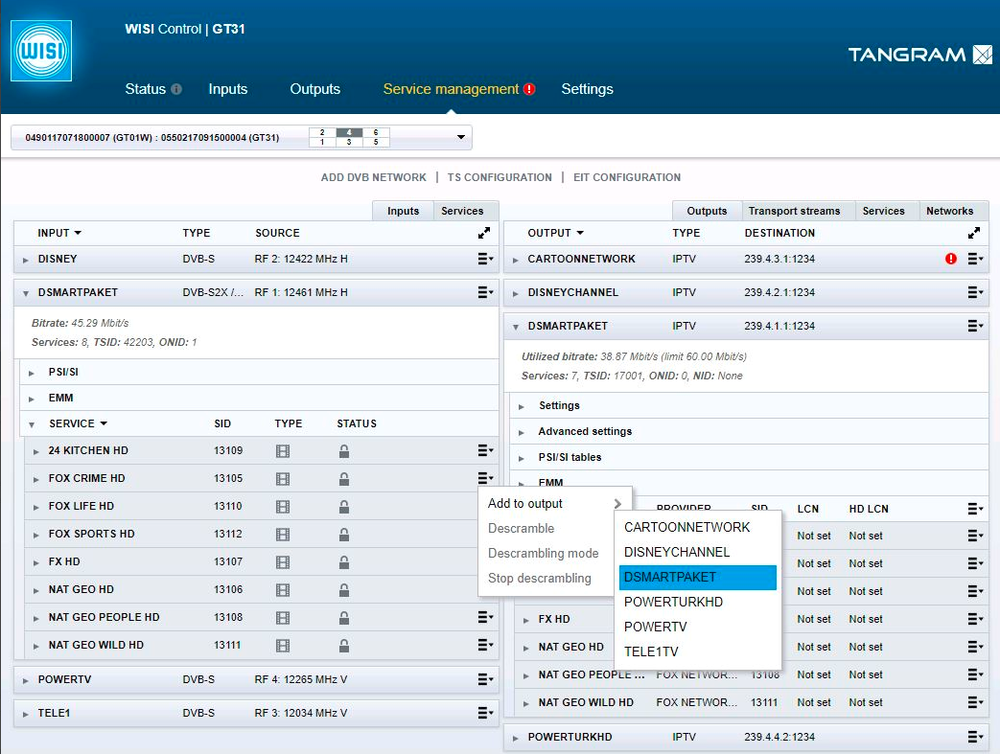 WISI Control | GT31
WISI
TANGRAM
Status Inputs Outputs Service management Settings
0490117071800007 (GT01W) : 0550217091500004 (GT31) 2 4 6
1 3 5
ADD DVB NETWORK | TS CONFIGURATION | EIT CONFIGURATION
Inputs Services
INPUT TYPE SOURCE
DISNEY DVB-S RF 2: 12422 MHz H
DSMARTPAKET DVB-S2X /... RF 1: 12461 MHz H
Bitrate: 45.29 Mbit/s
Services: 8, TSID: 42203, ONID: 1
PSI/SI
EMM
SERVICE SID TYPE STATUS
24 KITCHEN HD 13109
FOX CRIME HD 13105
FOX LIFE HD 13110
FOX SPORTS HD 13112
FX HD 13107
NAT GEO HD 13106
NAT GEO PEOPLE HD 13108
NAT GEO WILD HD 13111
POWERTV DVB-S RF 4: 12265 MHz V
TELE1 DVB-S RF 3: 12034 MHz V
Outputs Transport streams Services Networks
OUTPUT TYPE DESTINATION
CARTOONNETWORK IPTV 239.4.3.1:1234
DISNEYCHANNEL IPTV 239.4.2.1:1234
DSMARTPAKET IPTV 239.4.1.1:1234
Utilized bitrate: 38.87 Mbit/s (limit 60.00 Mbit/s)
Services: 7, TSID: 17001, ONID: 0, NID: None
Settings
Advanced settings
PSI/SI tables
EMM
PROVIDER SID LCN HD LCN
Not set Not set
Not set Not set
Not set Not set
FX HD Not set Not set
NAT GEO HD Not set Not set
NAT GEO PEOPLE ... FOX NETWOR... 13108 Not set Not set
NAT GEO WILD HD FOX NETWOR... 13111 Not set Not set
POWERTURKHD IPTV 239.4.4.2:1234
Add to output
Descramble
Descrambling mode
Stop descrambling
CARTOONNETWORK
DISNEYCHANNEL
DSMARTPAKET
POWERTURKHD
POWERTV
TELE1TV